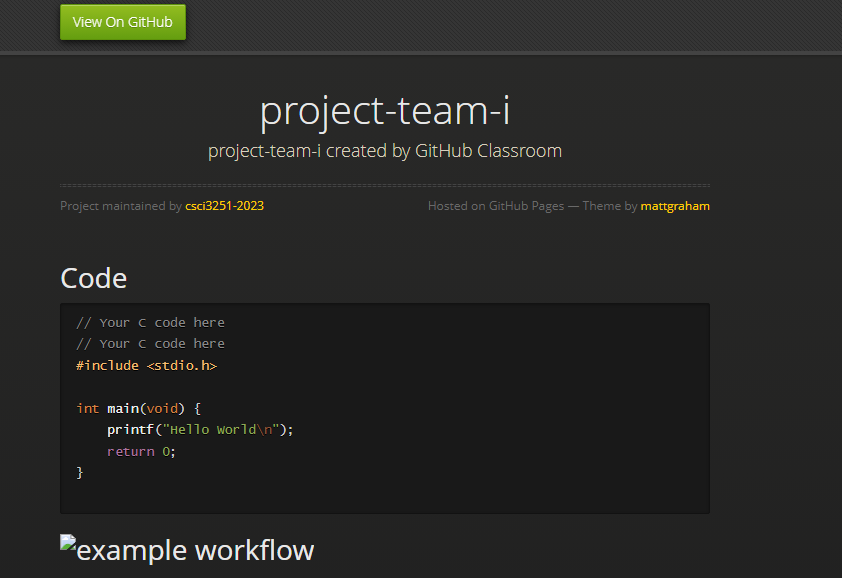 View On GitHub
project-team-i
project-team-i created by GitHub Classroom
Project maintained by csci3251-2023
Hosted on GitHub Pages — Theme by mattgraham
Code
// Your C code here
// Your C code here
#include <stdio.h>
int main(void) {
    printf("Hello World\n");
    return 0;
}
example workflow